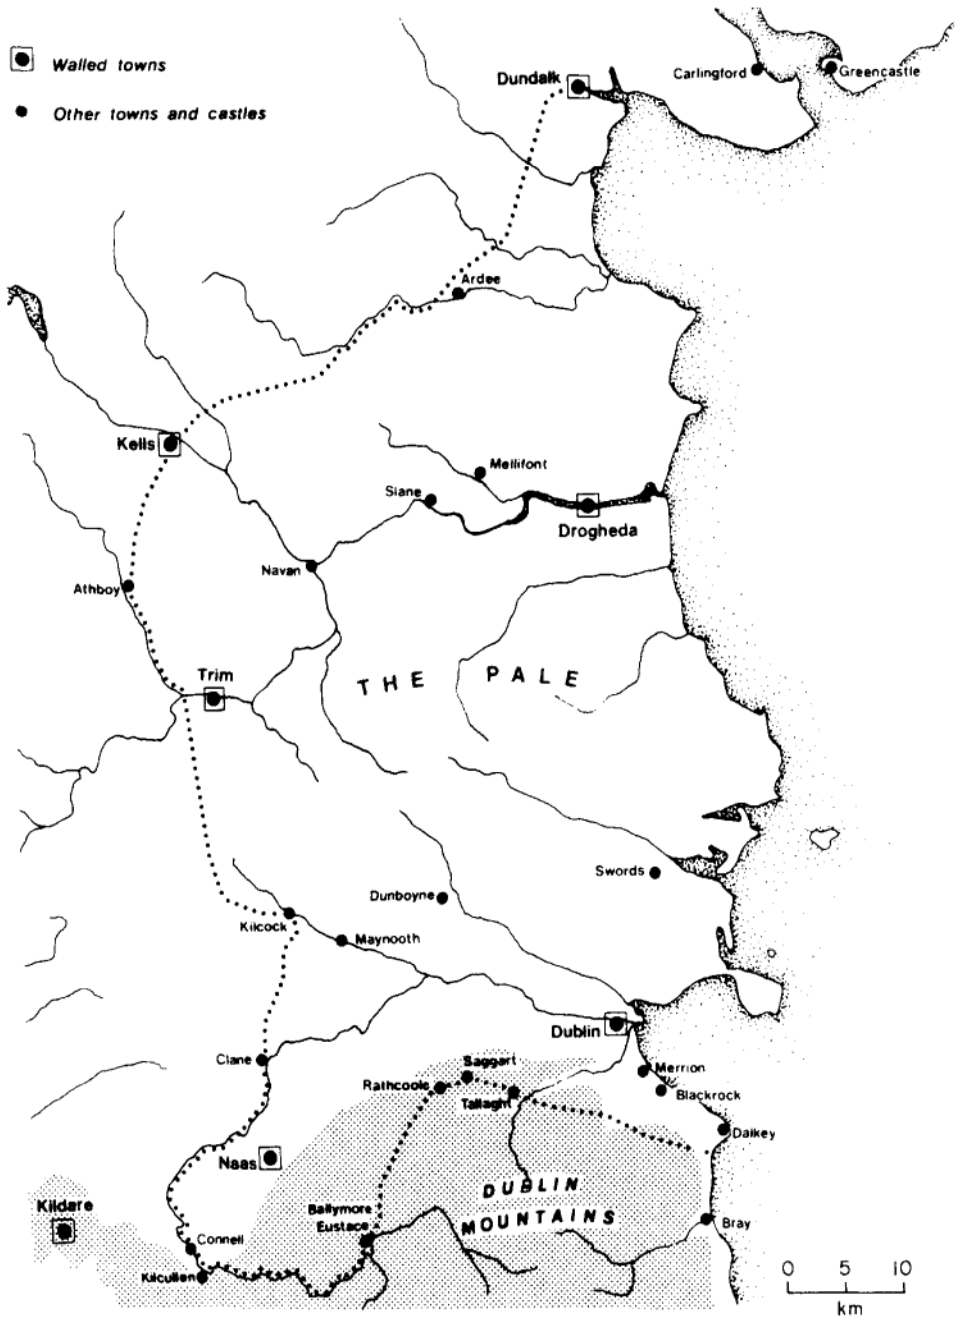 Walled towns
Other towns and castles
Dundalk
Carlingford
Greencastle
Ardee
Kells
Mellifont
Slane
Drogheda
Navan
Athboy
Trim
THE PALE
Swords
Dunboyne
Kilcock
Maynooth
Dublin
Clane
Saggart
Merrion
Rathcoole
Blackrock
Tallaght
Dalkey
Naas
DUBLIN
MOUNTAINS
Kildare
Ballymore
Eustace
Bray
Connell
Kilcullen
0 5 10
km